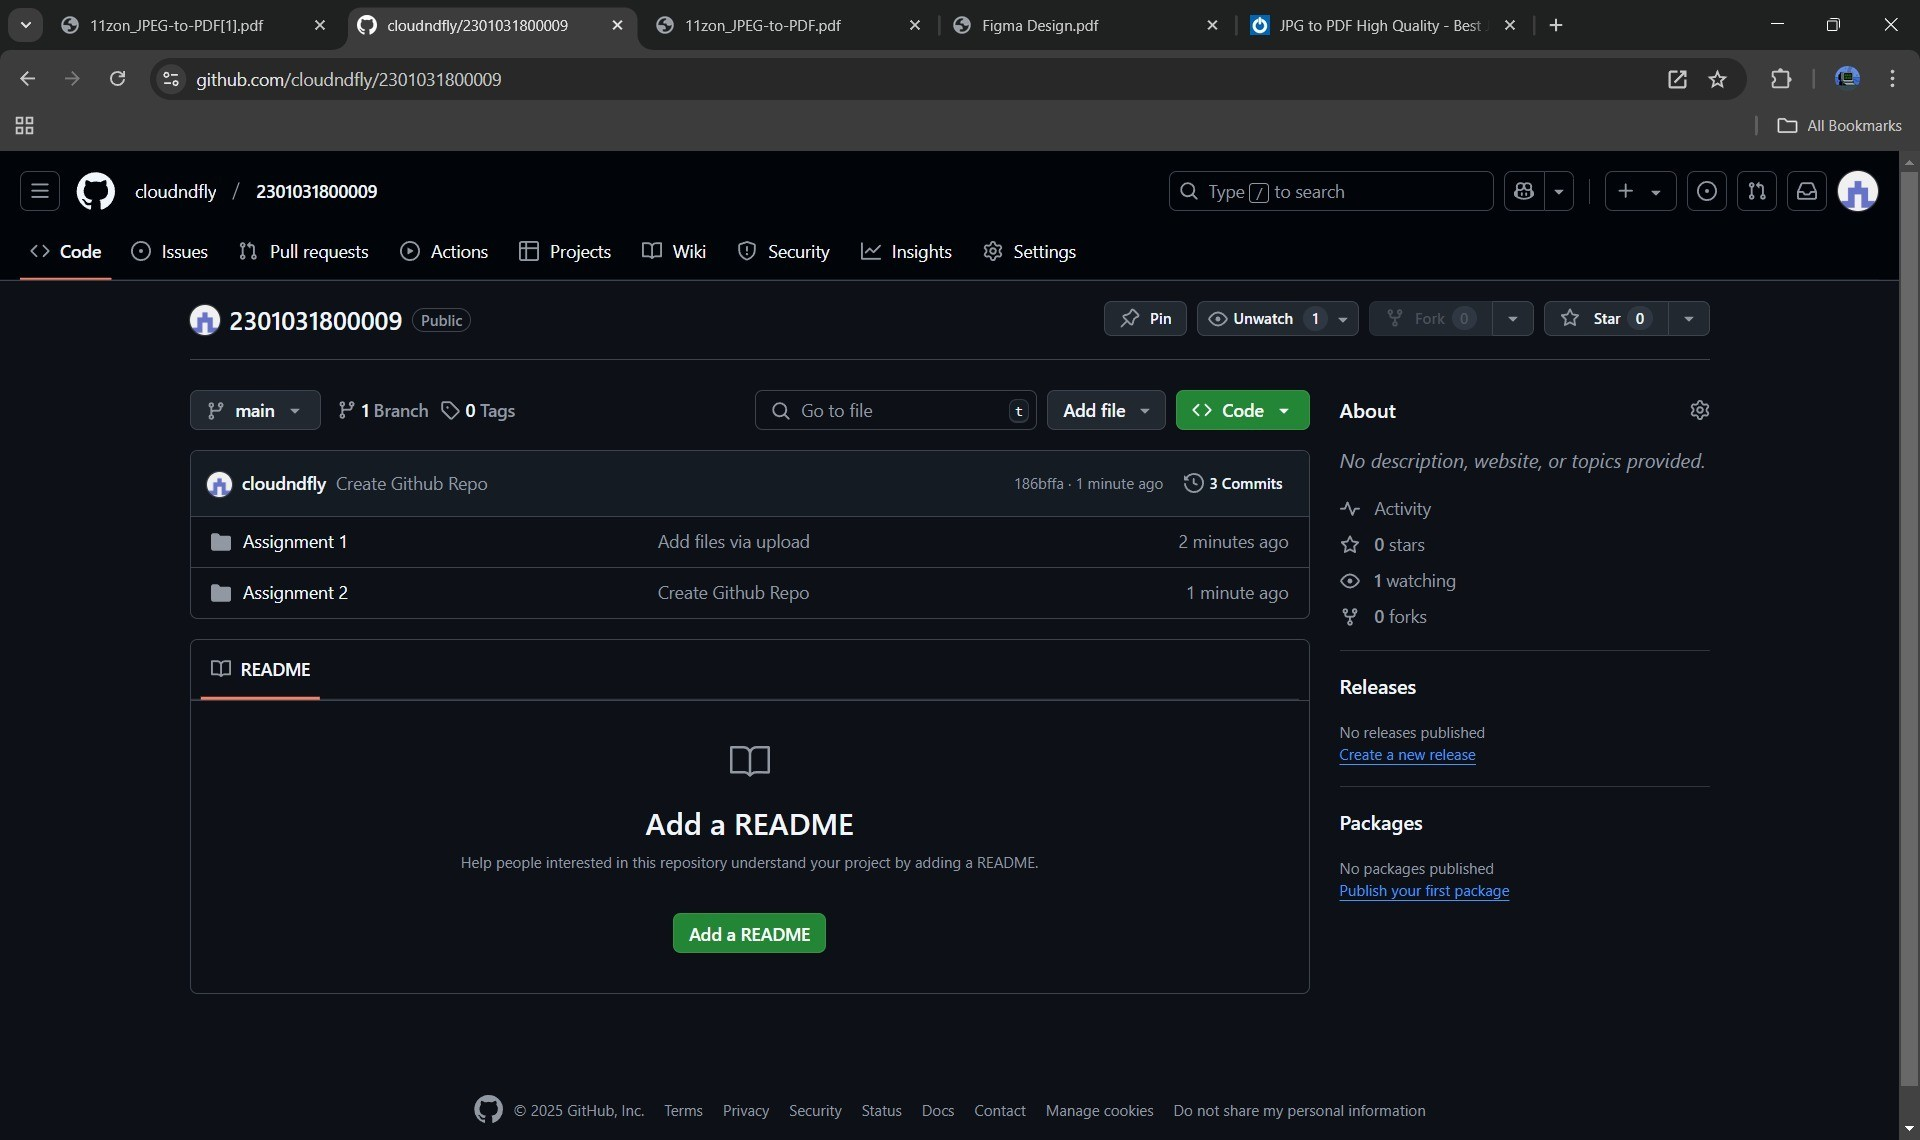 11zon_JPEG-to-PDF[1].pdf
cloudndfly/2301031800009
11zon_JPEG-to-PDF.pdf
Figma Design.pdf
JPG to PDF High Quality - Best
github.com/cloudndfly/2301031800009
All Bookmarks
cloudndfly / 2301031800009
Type / to search
Code
Issues
Pull requests
Actions
Projects
Wiki
Security
Insights
Settings
2301031800009 Public
Pin
Unwatch 1
Fork 0
Star 0
main
1 Branch
0 Tags
Go to file t
Add file
Code
cloudndfly Create Github Repo
186bffa · 1 minute ago
3 Commits
Assignment 1
Add files via upload
2 minutes ago
Assignment 2
Create Github Repo
1 minute ago
README
Add a README
Help people interested in this repository understand your project by adding a README.
Add a README
About
No description, website, or topics provided.
Activity
0 stars
1 watching
0 forks
Releases
No releases published
Create a new release
Packages
No packages published
Publish your first package
© 2025 GitHub, Inc.
Terms
Privacy
Security
Status
Docs
Contact
Manage cookies
Do not share my personal information